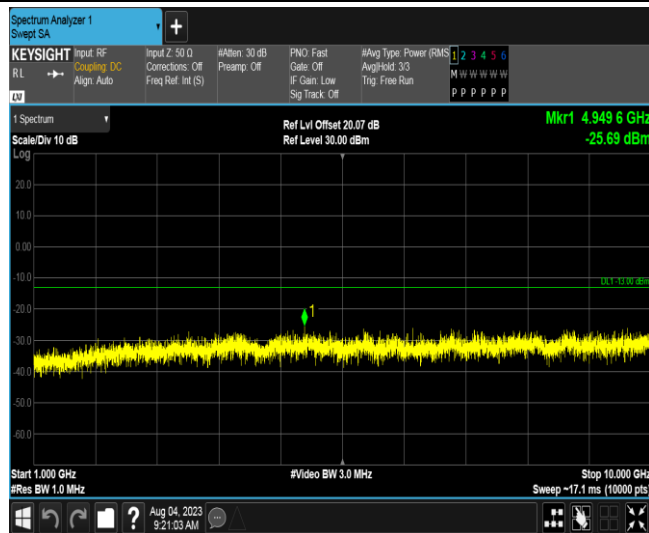 Spectrum Analyzer 1
Swept SA
+
KEYSIGHT
RL
LXI
Input: RF
Coupling: DC
Align: Auto
Input Z: 50 Ω
Corrections: Off
Freq Ref: Int (S)
#Atten: 30 dB
Preamp: Off
PNO: Fast
Gate: Off
IF Gain: Low
Sig Track: Off
#Avg Type: Power (RMS
Avg|Hold: 3/3
Trig: Free Run
1 2 3 4 5 6
M W W W W W
P P P P P P
1 Spectrum
Scale/Div 10 dB
Log
Ref Lvl Offset 20.07 dB
Ref Level 30.00 dBm
Mkr1 4.949 6 GHz
-25.69 dBm
20.0
10.0
0.00
-10.0
DL1 -13.00 dBm
-20.0
1
-30.0
-40.0
-50.0
-60.0
Start 1.000 GHz
#Res BW 1.0 MHz
#Video BW 3.0 MHz
Stop 10.000 GHz
Sweep ~17.1 ms (10000 pts)
?
Aug 04, 2023
9:21:03 AM